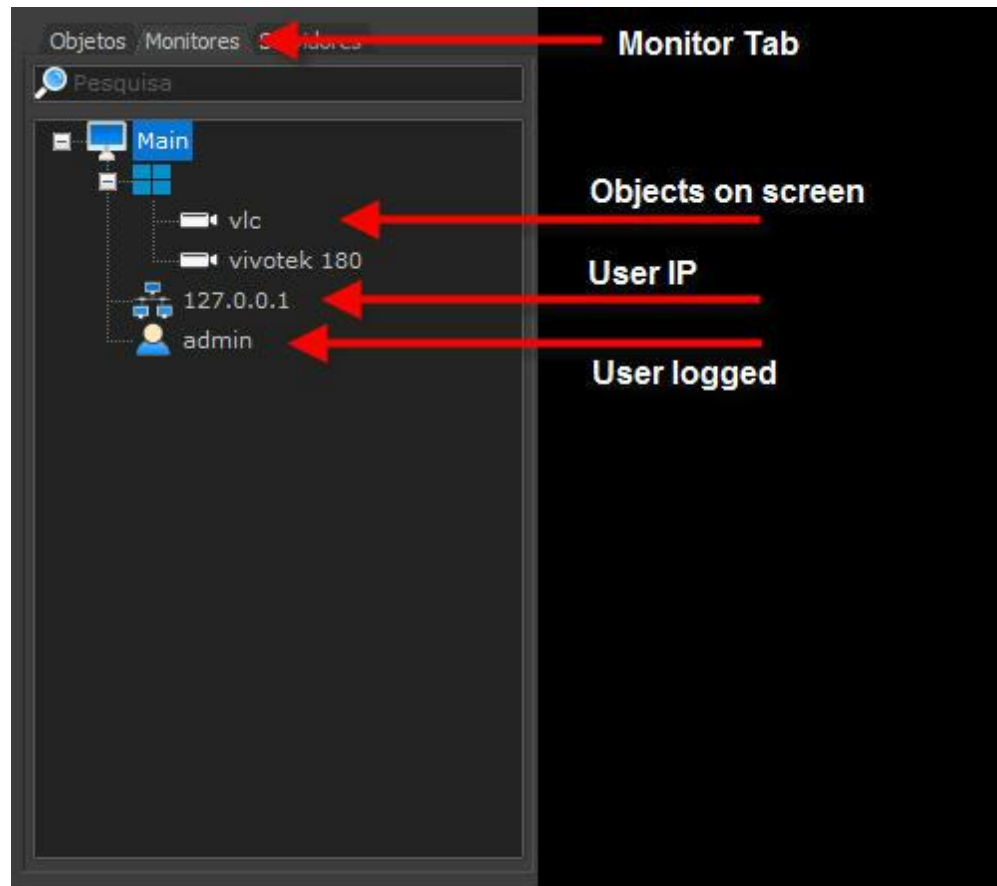 Objetos Monitores
Monitor Tab
Pesquisa
Main
Objects on screen
vlc
vivotek 180
User IP
127.0.0.1
admin
User logged